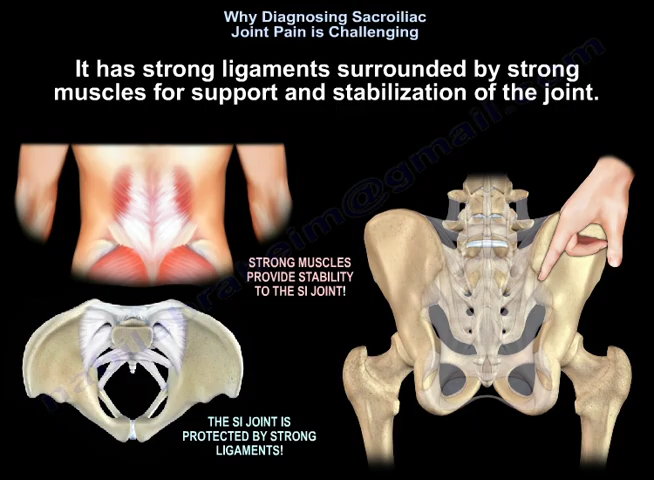 Why Diagnosing Sacroiliac
Joint Pain is Challenging
It has strong ligaments surrounded by strong
muscles for support and stabilization of the joint.
STRONG MUSCLES
PROVIDE STABILITY
TO THE SI JOINT!
THE SI JOINT IS
PROTECTED BY STRONG
LIGAMENTS!